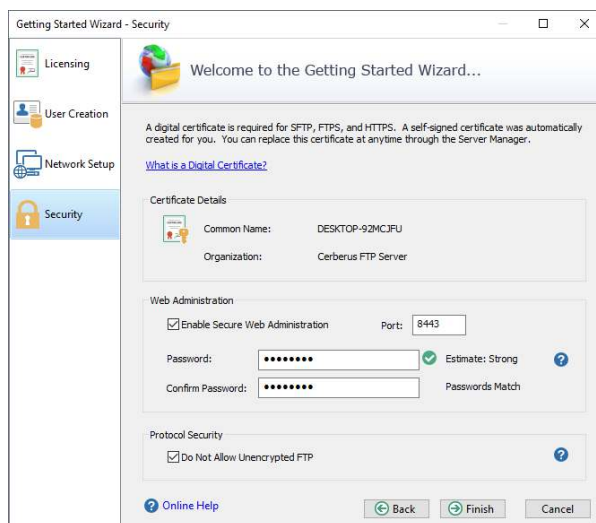 Getting Started Wizard - Security
Licensing
User Creation
Network Setup
Security
Welcome to the Getting Started Wizard...
A digital certificate is required for SFTP, FTPS, and HTTPS. A self-signed certificate was automatically
created for you. You can replace this certificate at anytime through the Server Manager.
What is a Digital Certificate?
Certificate Details
Common Name: DESKTOP-92MCJFU
Organization: Cerberus FTP Server
Web Administration
Enable Secure Web Administration Port: 8443
Password: •••••••• Estimate: Strong
Confirm Password: •••••••• Passwords Match
Protocol Security
Do Not Allow Unencrypted FTP
Online Help Back Finish Cancel